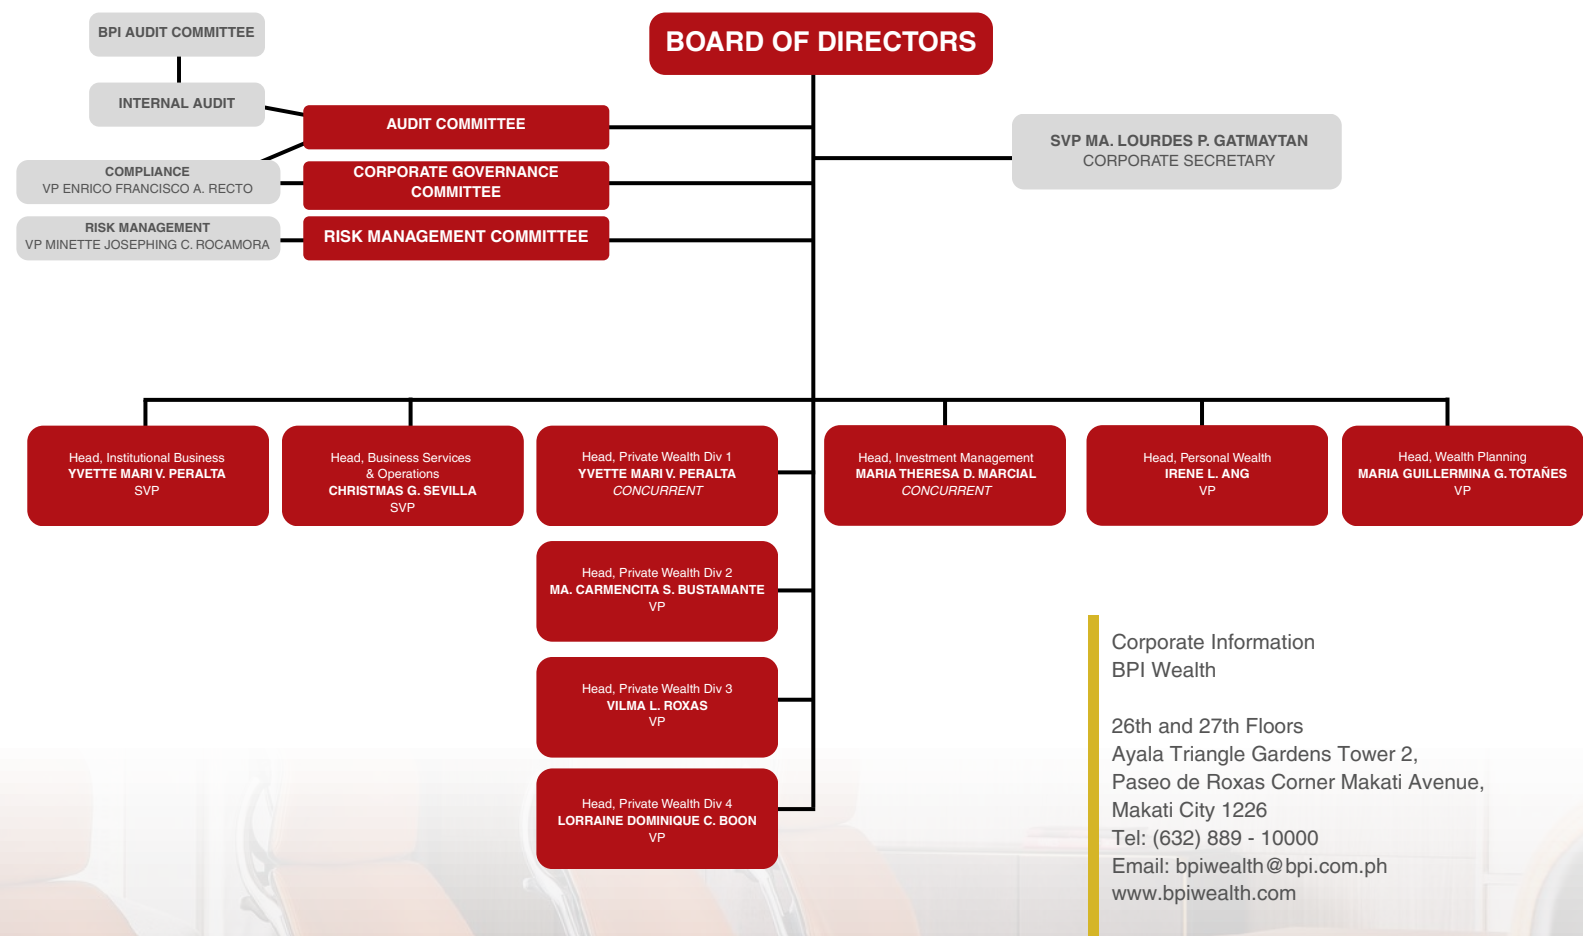 BPI AUDIT COMMITTEE
BOARD OF DIRECTORS
INTERNAL AUDIT
AUDIT COMMITTEE
SVP MA. LOURDES P. GATMAYTAN
CORPORATE SECRETARY
COMPLIANCE
VP ENRICO FRANCISCO A. RECTO
CORPORATE GOVERNANCE
COMMITTEE
RISK MANAGEMENT
VP MINETTE JOSEPHING C. ROCAMORA
RISK MANAGEMENT COMMITTEE
Head, Institutional Business
YVETTE MARI V. PERALTA
SVP
Head, Business Services
& Operations
CHRISTMAS G. SEVILLA
SVP
Head, Private Wealth Div 1
YVETTE MARI V. PERALTA
CONCURRENT
Head, Investment Management
MARIA THERESA D. MARCIAL
CONCURRENT
Head, Personal Wealth
IRENE L. ANG
VP
Head, Wealth Planning
MARIA GUILLERMINA G. TOTAÑES
VP
Head, Private Wealth Div 2
MA. CARMENCITA S. BUSTAMANTE
VP
Head, Private Wealth Div 3
VILMA L. ROXAS
VP
Head, Private Wealth Div 4
LORRAINE DOMINIQUE C. BOON
VP
Corporate Information
BPI Wealth
26th and 27th Floors
Ayala Triangle Gardens Tower 2,
Paseo de Roxas Corner Makati Avenue,
Makati City 1226
Tel: (632) 889 - 10000
Email: bpiwealth@bpi.com.ph
www.bpiwealth.com